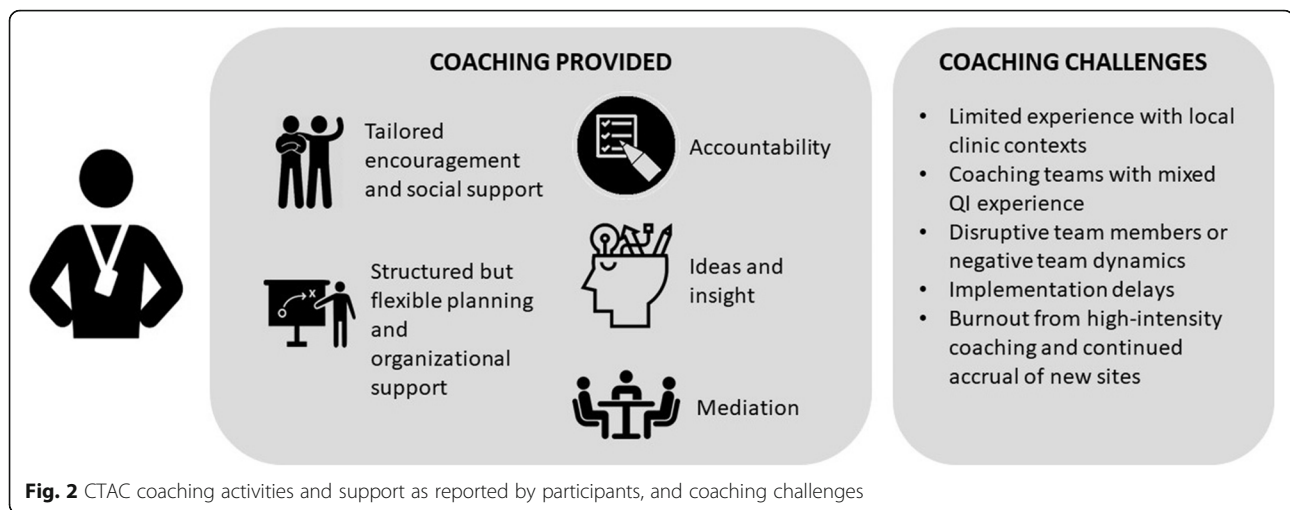 COACHING PROVIDED
Tailored
encouragement
and social support
Accountability
Structured but
flexible planning
and
organizational
support
Ideas and
insight
Mediation
COACHING CHALLENGES
• Limited experience with local
clinic contexts
• Coaching teams with mixed
QI experience
• Disruptive team members or
negative team dynamics
• Implementation delays
• Burnout from high-intensity
coaching and continued
accrual of new sites
Fig. 2 CTAC coaching activities and support as reported by participants, and coaching challenges